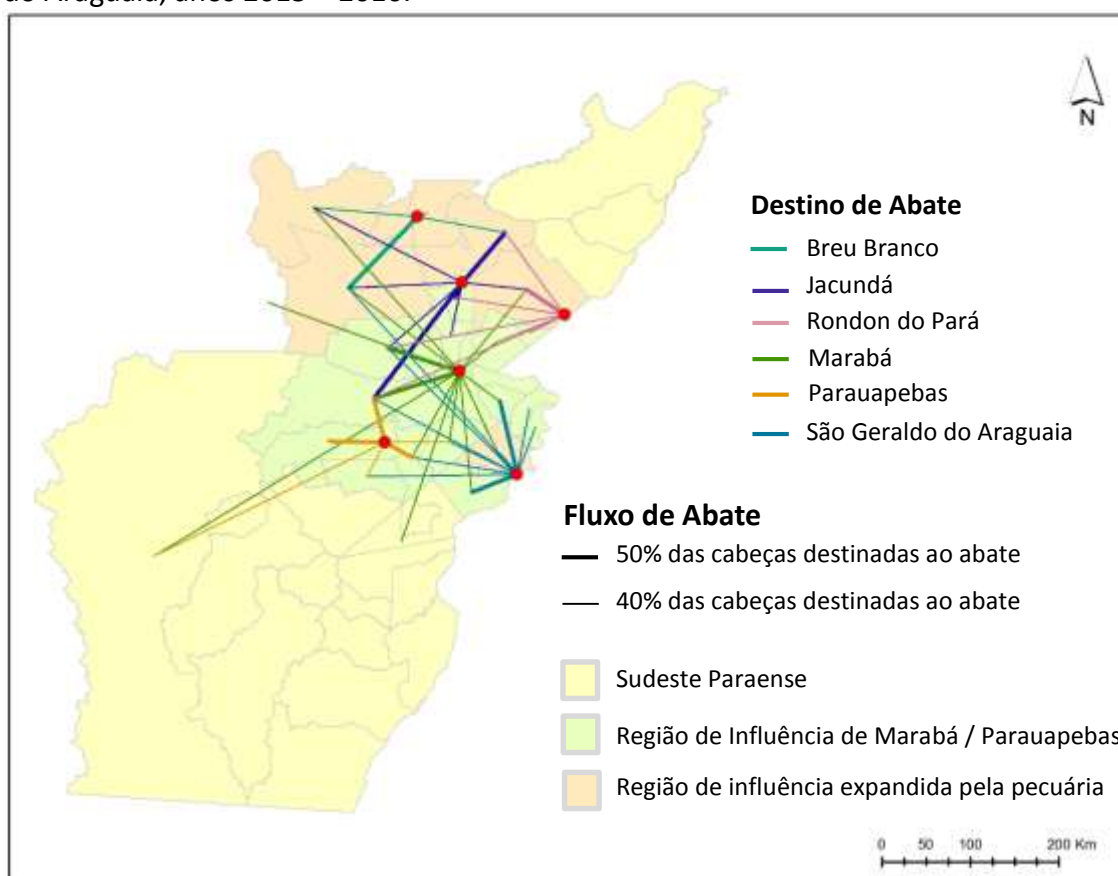 N
Destino de Abate
Breu Branco
Jacundá
Rondon do Pará
Marabá
Parauapebas
São Geraldo do Araguaia
Fluxo de Abate
50% das cabeças destinadas ao abate
40% das cabeças destinadas ao abate
Sudeste Paraense
Região de Influência de Marabá / Parauapebas
Região de influência expandida pela pecuária
0 50 100 200 Km